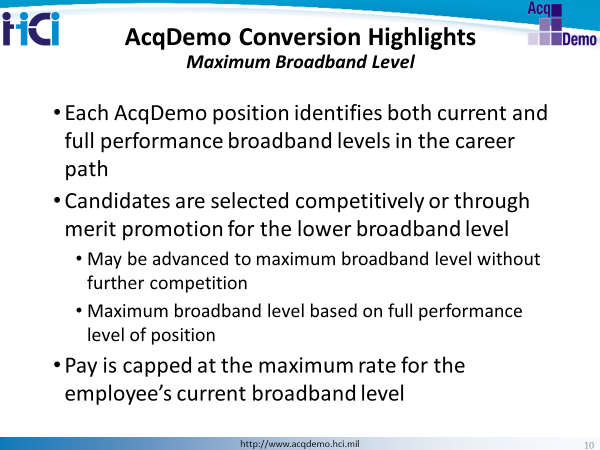 HCi
Acq
Demo
AcqDemo Conversion Highlights
Maximum Broadband Level
• Each AcqDemo position identifies both current and
full performance broadband levels in the career
path
• Candidates are selected competitively or through
merit promotion for the lower broadband level
• May be advanced to maximum broadband level without
further competition
• Maximum broadband level based on full performance
level of position
• Pay is capped at the maximum rate for the
employee’s current broadband level
http://www.acqdemo.hci.mil
10